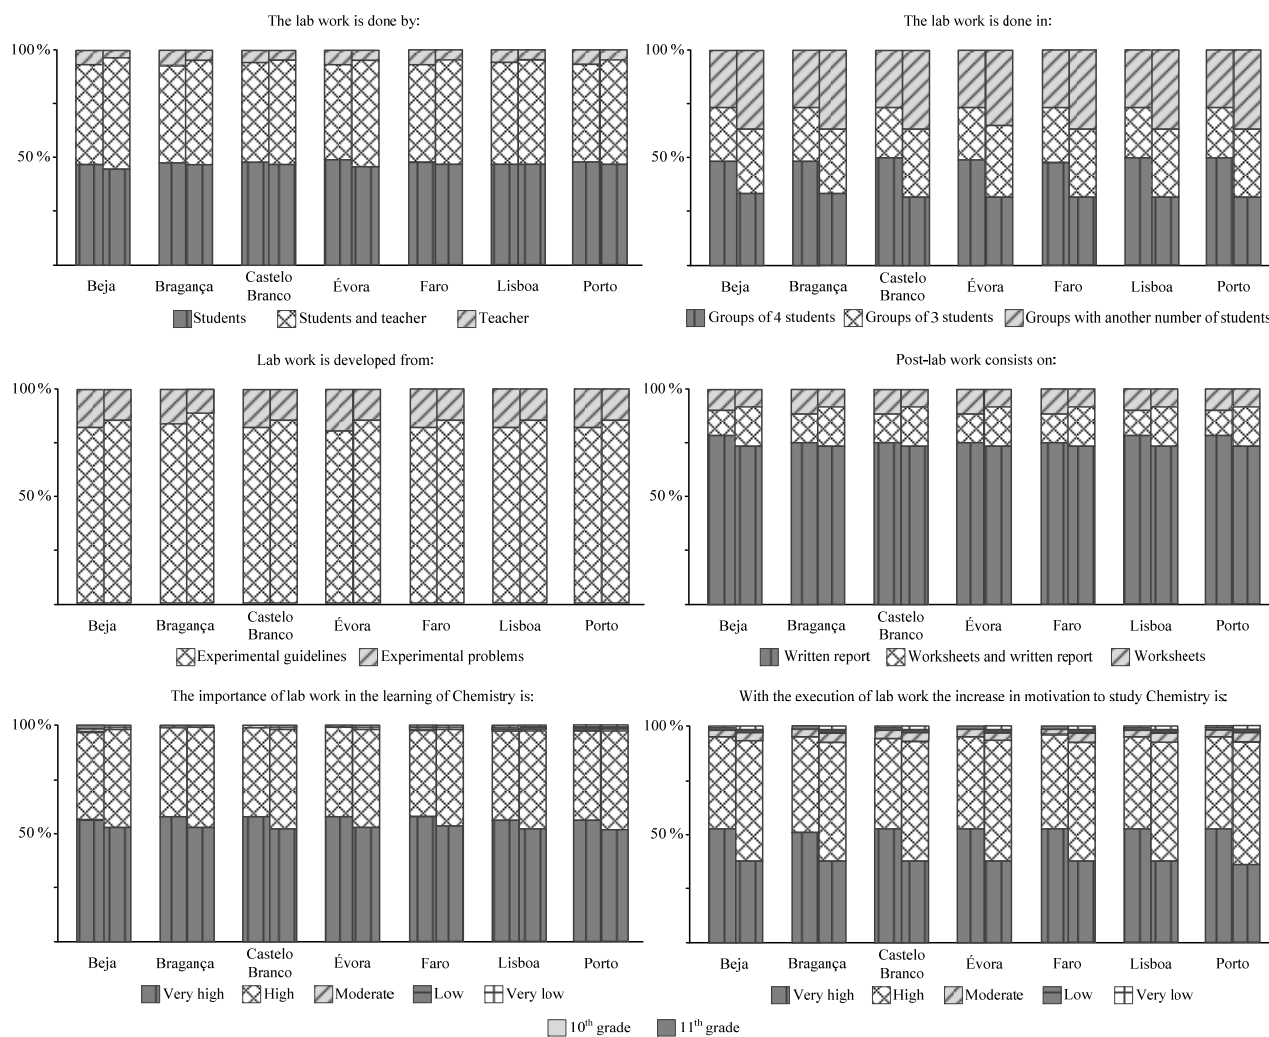 The lab work is done by:
100 %
50 %
Beja Bragança Castelo Branco Évora Faro Lisboa Porto
Students Students and teacher Teacher
The lab work is done in:
100 %
50 %
Beja Bragança Castelo Branco Évora Faro Lisboa Porto
Groups of 4 students Groups of 3 students Groups with another number of students
Lab work is developed from:
100 %
50 %
Beja Bragança Castelo Branco Évora Faro Lisboa Porto
Experimental guidelines Experimental problems
Post-lab work consists on:
100 %
50 %
Beja Bragança Castelo Branco Évora Faro Lisboa Porto
Written report Worksheets and written report Worksheets
The importance of lab work in the learning of Chemistry is:
100 %
50 %
Beja Bragança Castelo Branco Évora Faro Lisboa Porto
Very high High Moderate Low Very low
With the execution of lab work the increase in motivation to study Chemistry is:
100 %
50 %
Beja Bragança Castelo Branco Évora Faro Lisboa Porto
Very high High Moderate Low Very low
10th grade 11th grade